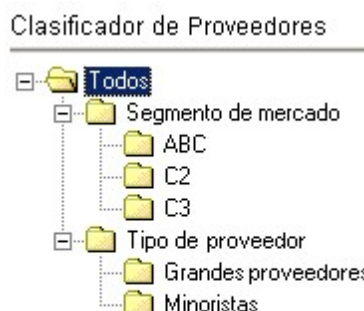 Clasificador de Proveedores
Todos
Segmento de mercado
ABC
C2
C3
Tipo de proveedor
Grandes proveedores
Minoristas